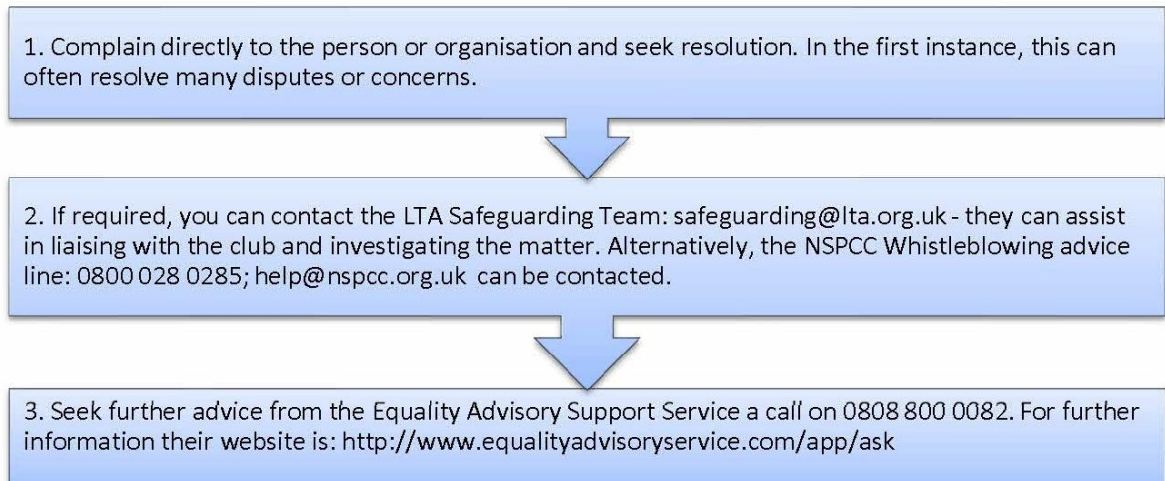 1. Complain directly to the person or organisation and seek resolution. In the first instance, this can
often resolve many disputes or concerns.
2. If required, you can contact the LTA Safeguarding Team: safeguarding@lta.org.uk - they can assist
in liaising with the club and investigating the matter. Alternatively, the NSPCC Whistleblowing advice
line: 0800 028 0285; help@nspcc.org.uk can be contacted.
3. Seek further advice from the Equality Advisory Support Service a call on 0808 800 0082. For further
information their website is: http://www.equalityadvisoryservice.com/app/ask